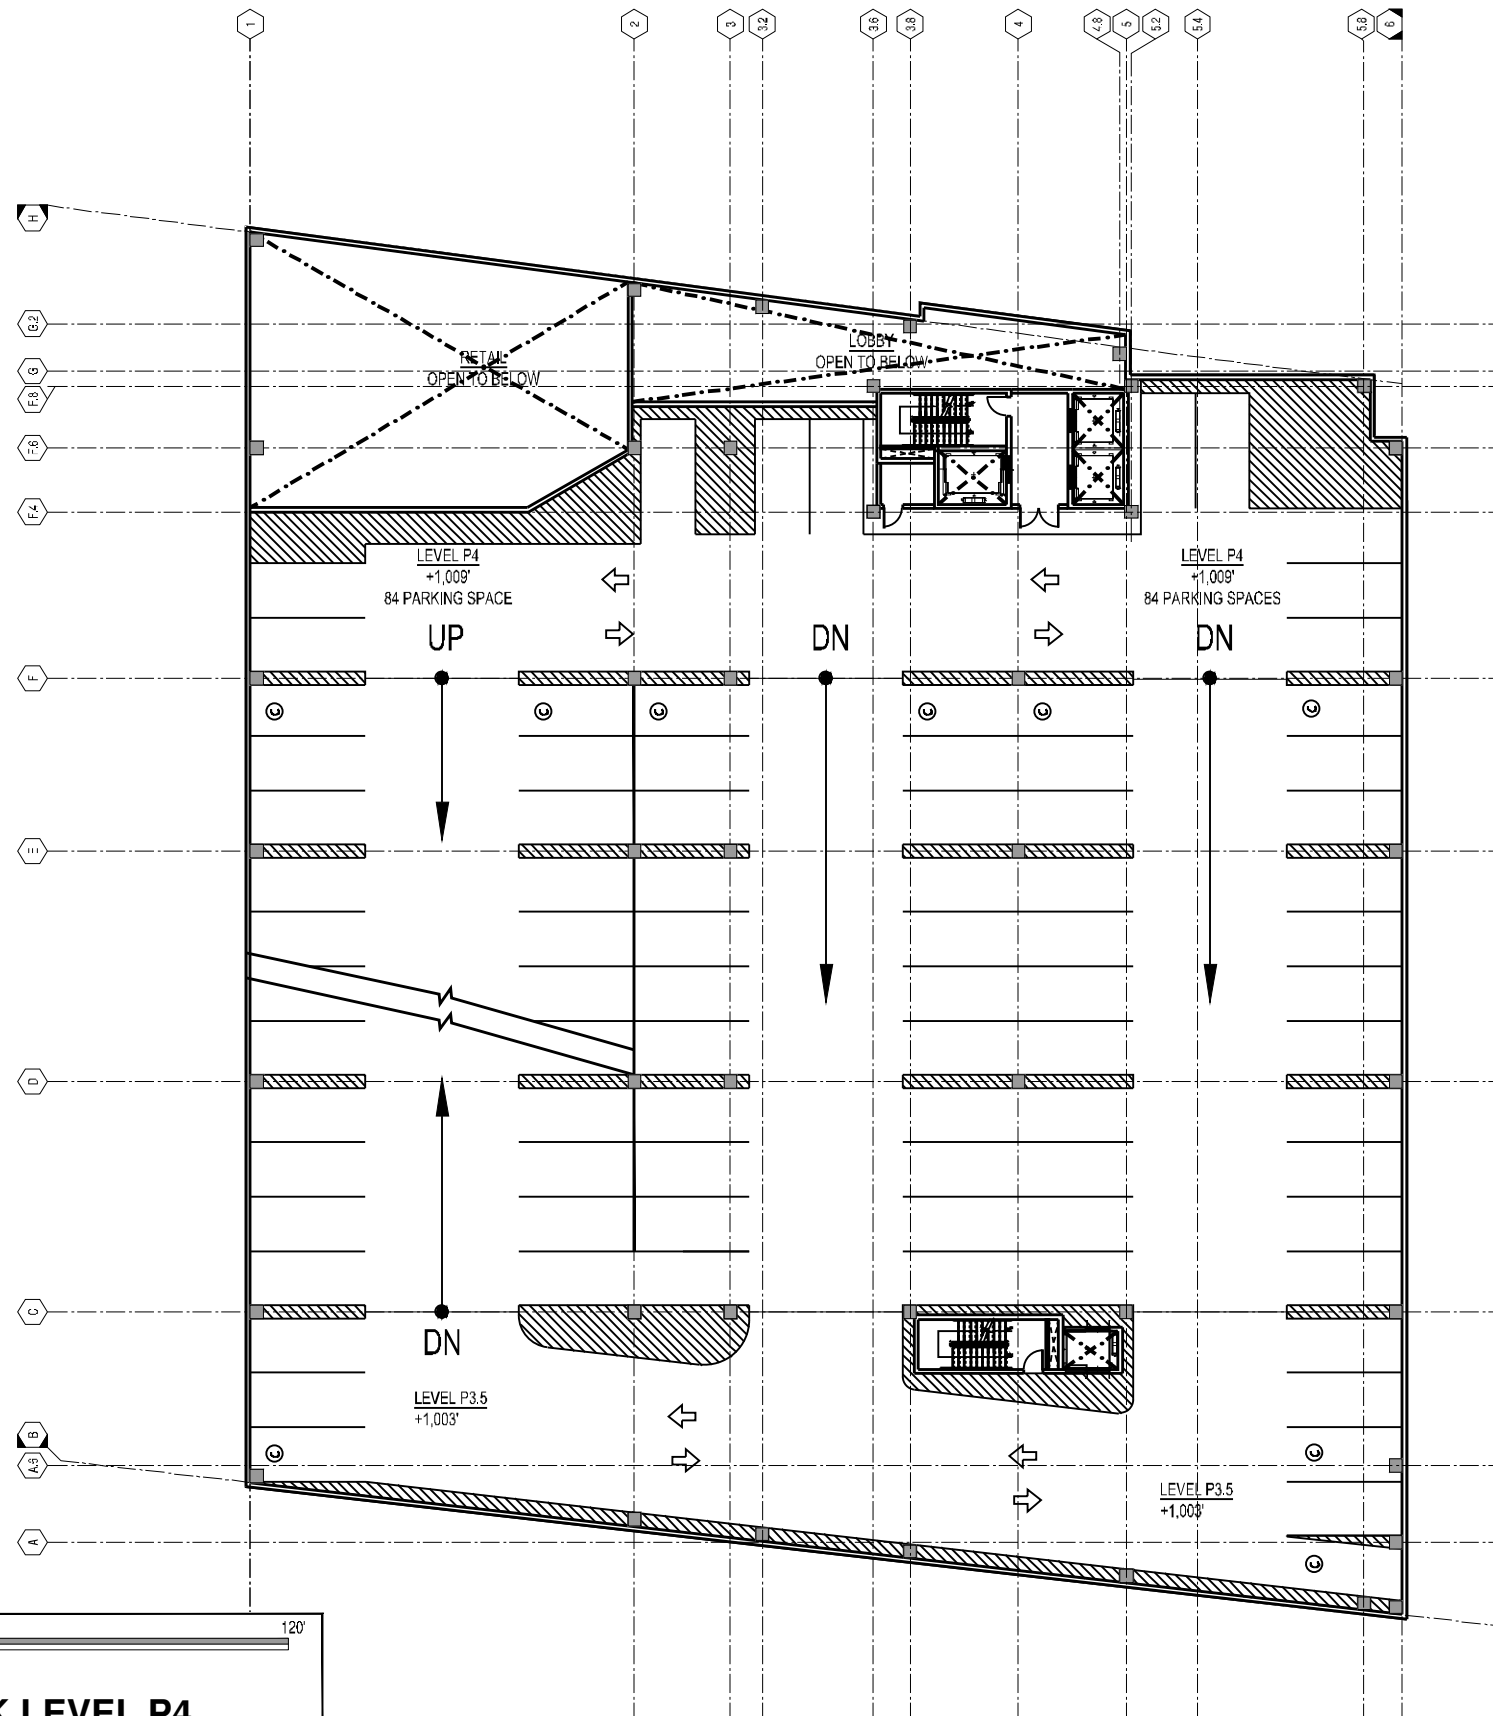 1
2
3
3.2
3.6
3.8
4
4.8
5
5.2
5.4
5.8
6
H
G.2
G
F.8
F.6
F.4
RETAIL
OPEN TO BELOW
LOBBY
OPEN TO BELOW
LEVEL P4
+1,009'
84 PARKING SPACE
LEVEL P4
+1,009'
84 PARKING SPACES
UP
DN
DN
F
C
C
C
C
C
C
E
D
C
DN
LEVEL P3.5
+1,003'
B
A.9
C
C
LEVEL P3.5
+1,003'
A
C
120'
LEVEL P4